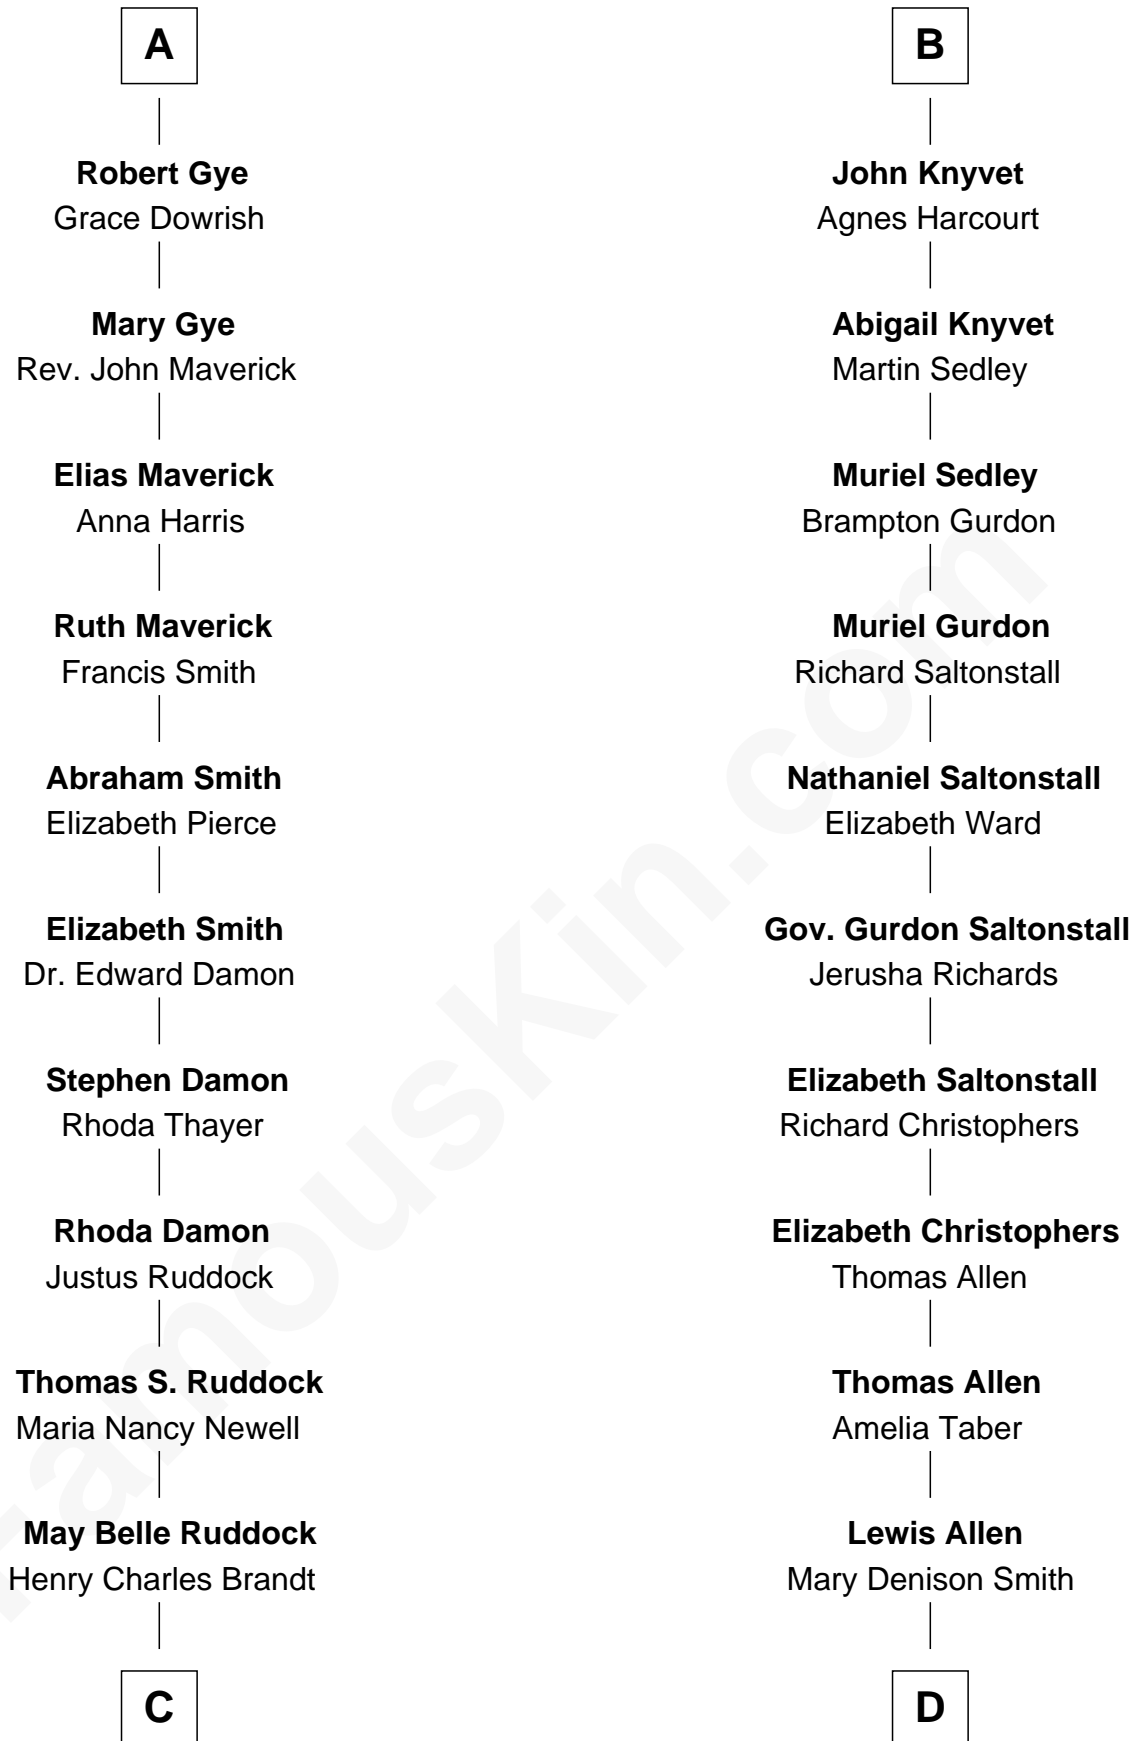 A
Robert Gye
Grace Dowrish
Mary Gye
Rev. John Maverick
Elias Maverick
Anna Harris
Ruth Maverick
Francis Smith
Abraham Smith
Elizabeth Pierce
Elizabeth Smith
Dr. Edward Damon
Stephen Damon
Rhoda Thayer
Rhoda Damon
Justus Ruddock
Thomas S. Ruddock
Maria Nancy Newell
May Belle Ruddock
Henry Charles Brandt
C
B
John Knyvet
Agnes Harcourt
Abigail Knyvet
Martin Sedley
Muriel Sedley
Brampton Gurdon
Muriel Gurdon
Richard Saltonstall
Nathaniel Saltonstall
Elizabeth Ward
Gov. Gurdon Saltonstall
Jerusha Richards
Elizabeth Saltonstall
Richard Christophers
Elizabeth Christophers
Thomas Allen
Thomas Allen
Amelia Taber
Lewis Allen
Mary Denison Smith
D
FamousKin.com